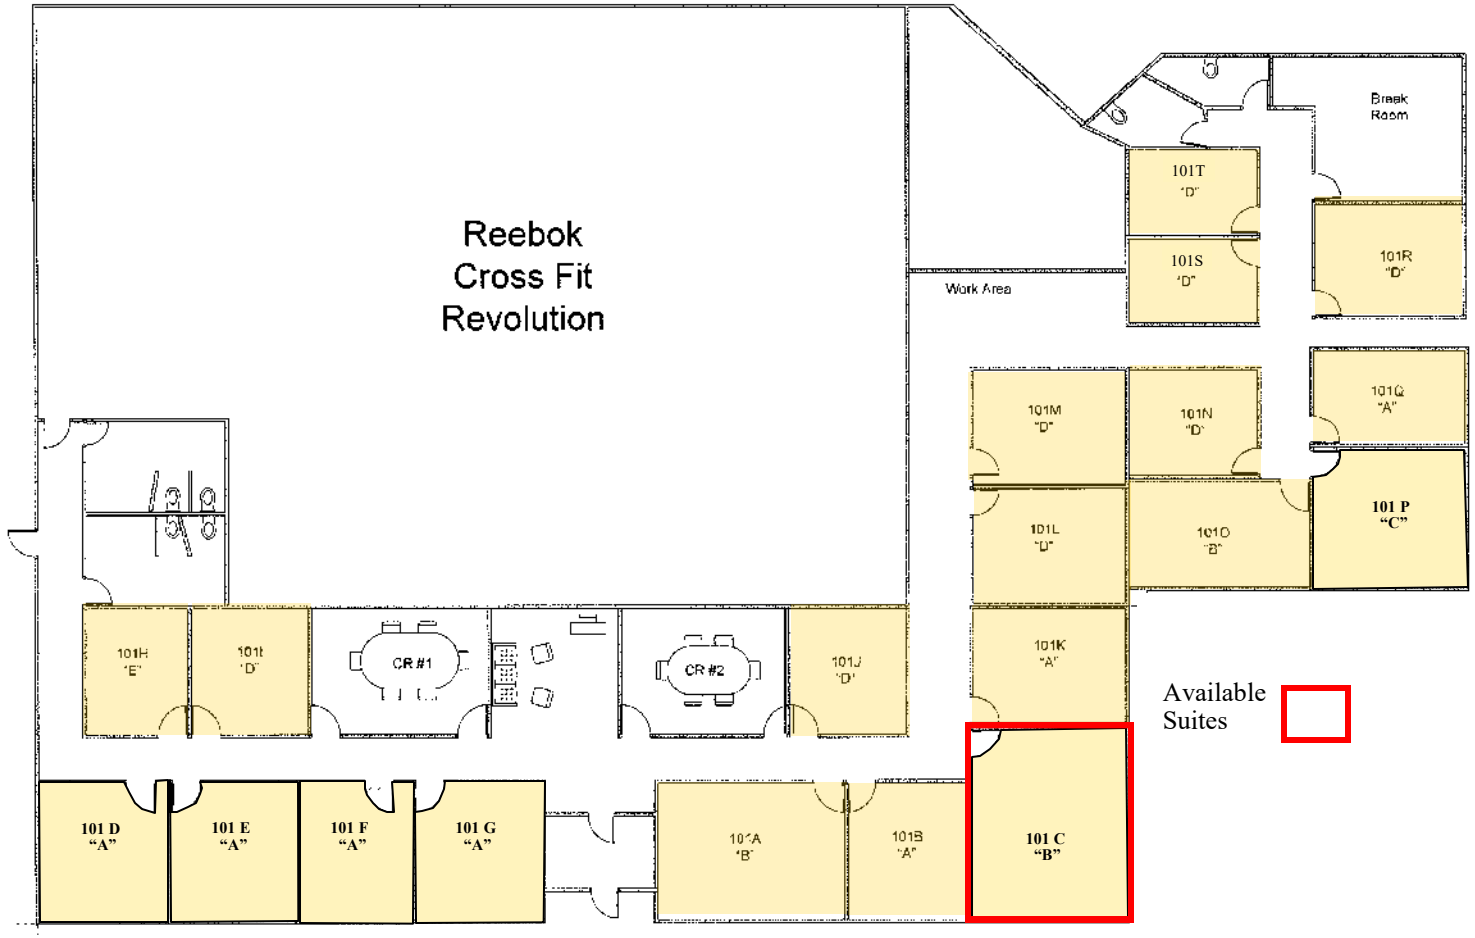 Break
Room
101T
"D"
Reebok
Cross Fit
Revolution
101S
"D"
101R
"D"
Work Area
101M
"D"
101N
"D"
101Q
"A"
101 P
“C”
101L
"D"
101O
"B"
101H
"E"
101I
"D"
CR #1
CR #2
101J
"D"
101K
"A"
Available
Suites
101 D
“A”
101 E
“A”
101 F
“A”
101 G
“A”
101A
"B"
101B
"A"
101 C
“B”